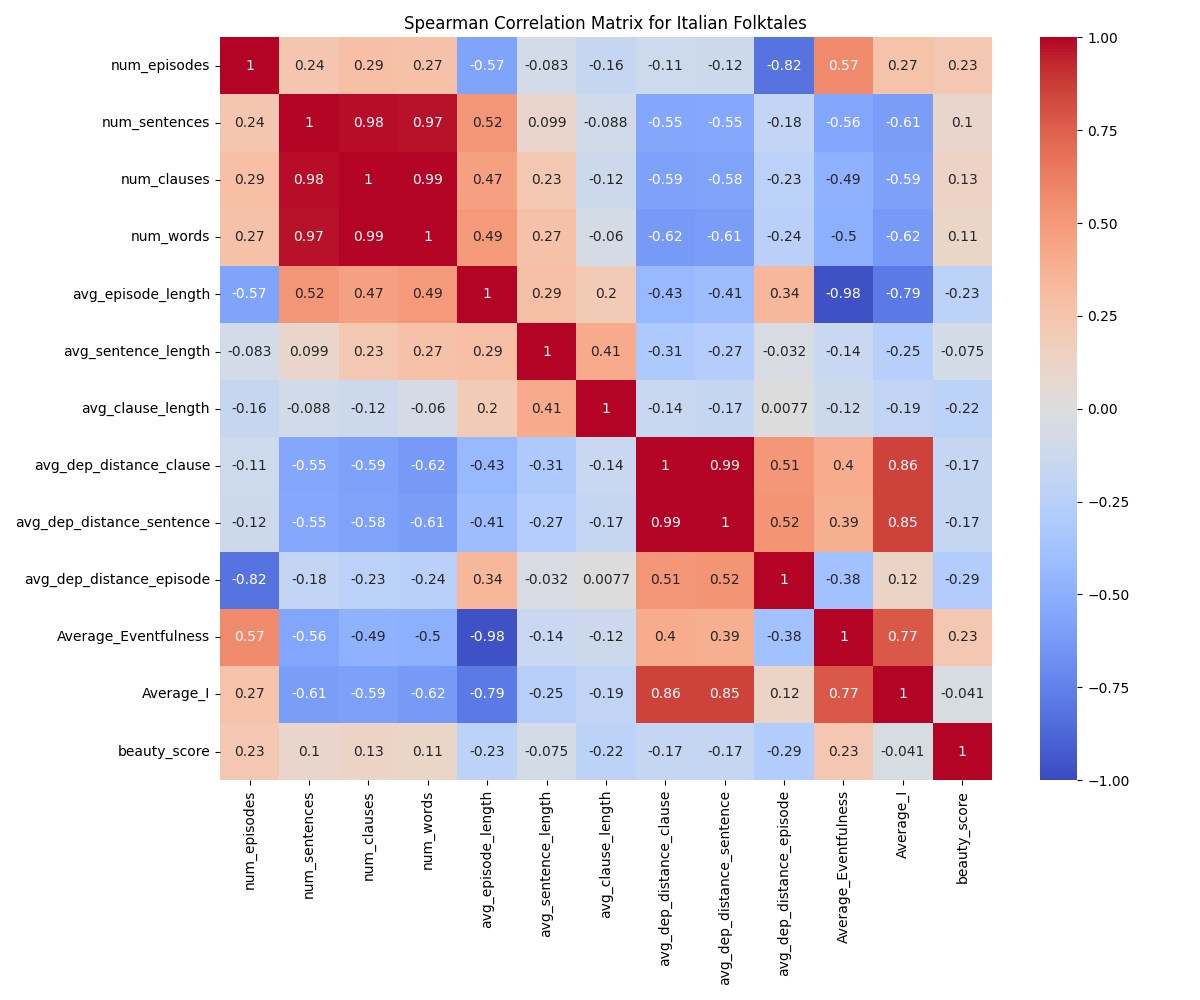 Spearman Correlation Matrix for Italian Folktales
num_episodes 1 0.24 0.29 0.27 -0.57 -0.083 -0.16 -0.11 -0.12 -0.82 0.57 0.27 0.23
num_sentences 0.24 1 0.98 0.97 0.52 0.099 -0.088 -0.55 -0.55 -0.18 -0.56 -0.61 0.1
num_clauses 0.29 0.98 1 0.99 0.47 0.23 -0.12 -0.59 -0.58 -0.23 -0.49 -0.59 0.13
num_words 0.27 0.97 0.99 1 0.49 0.27 -0.06 -0.62 -0.61 -0.24 -0.5 -0.62 0.11
avg_episode_length -0.57 0.52 0.47 0.49 1 0.29 0.2 -0.43 -0.41 0.34 -0.98 -0.79 -0.23
avg_sentence_length -0.083 0.099 0.23 0.27 0.29 1 0.41 -0.31 -0.27 -0.032 -0.14 -0.25 -0.075
avg_clause_length -0.16 -0.088 -0.12 -0.06 0.2 0.41 1 -0.14 -0.17 0.0077 -0.12 -0.19 -0.22
avg_dep_distance_clause -0.11 -0.55 -0.59 -0.62 -0.43 -0.31 -0.14 1 0.99 0.51 0.4 0.86 -0.17
avg_dep_distance_sentence -0.12 -0.55 -0.58 -0.61 -0.41 -0.27 -0.17 0.99 1 0.52 0.39 0.85 -0.17
avg_dep_distance_episode -0.82 -0.18 -0.23 -0.24 0.34 -0.032 0.0077 0.51 0.52 1 -0.38 0.12 -0.29
Average_Eventfulness 0.57 -0.56 -0.49 -0.5 -0.98 -0.14 -0.12 0.4 0.39 -0.38 1 0.77 0.23
Average_I 0.27 -0.61 -0.59 -0.62 -0.79 -0.25 -0.19 0.86 0.85 0.12 0.77 1 -0.041
beauty_score 0.23 0.1 0.13 0.11 -0.23 -0.075 -0.22 -0.17 -0.17 -0.29 0.23 -0.041 1
num_episodes
num_sentences
num_clauses
num_words
avg_episode_length
avg_sentence_length
avg_clause_length
avg_dep_distance_clause
avg_dep_distance_sentence
avg_dep_distance_episode
Average_Eventfulness
Average_I
beauty_score
1.00
0.75
0.50
0.25
0.00
−0.25
−0.50
−0.75
−1.00